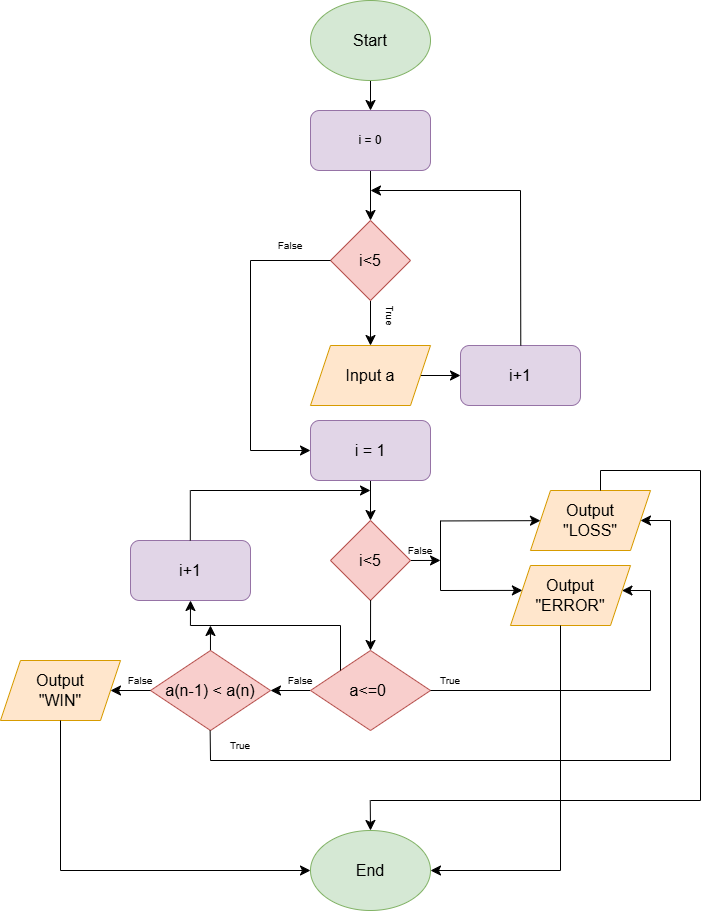 Start
i = 0
False
i<5
True
Input a
i+1
i = 1
Output
"LOSS"
i<5
False
i+1
Output
"ERROR"
Output
"WIN"
False
a(n-1) < a(n)
False
a<=0
True
True
End